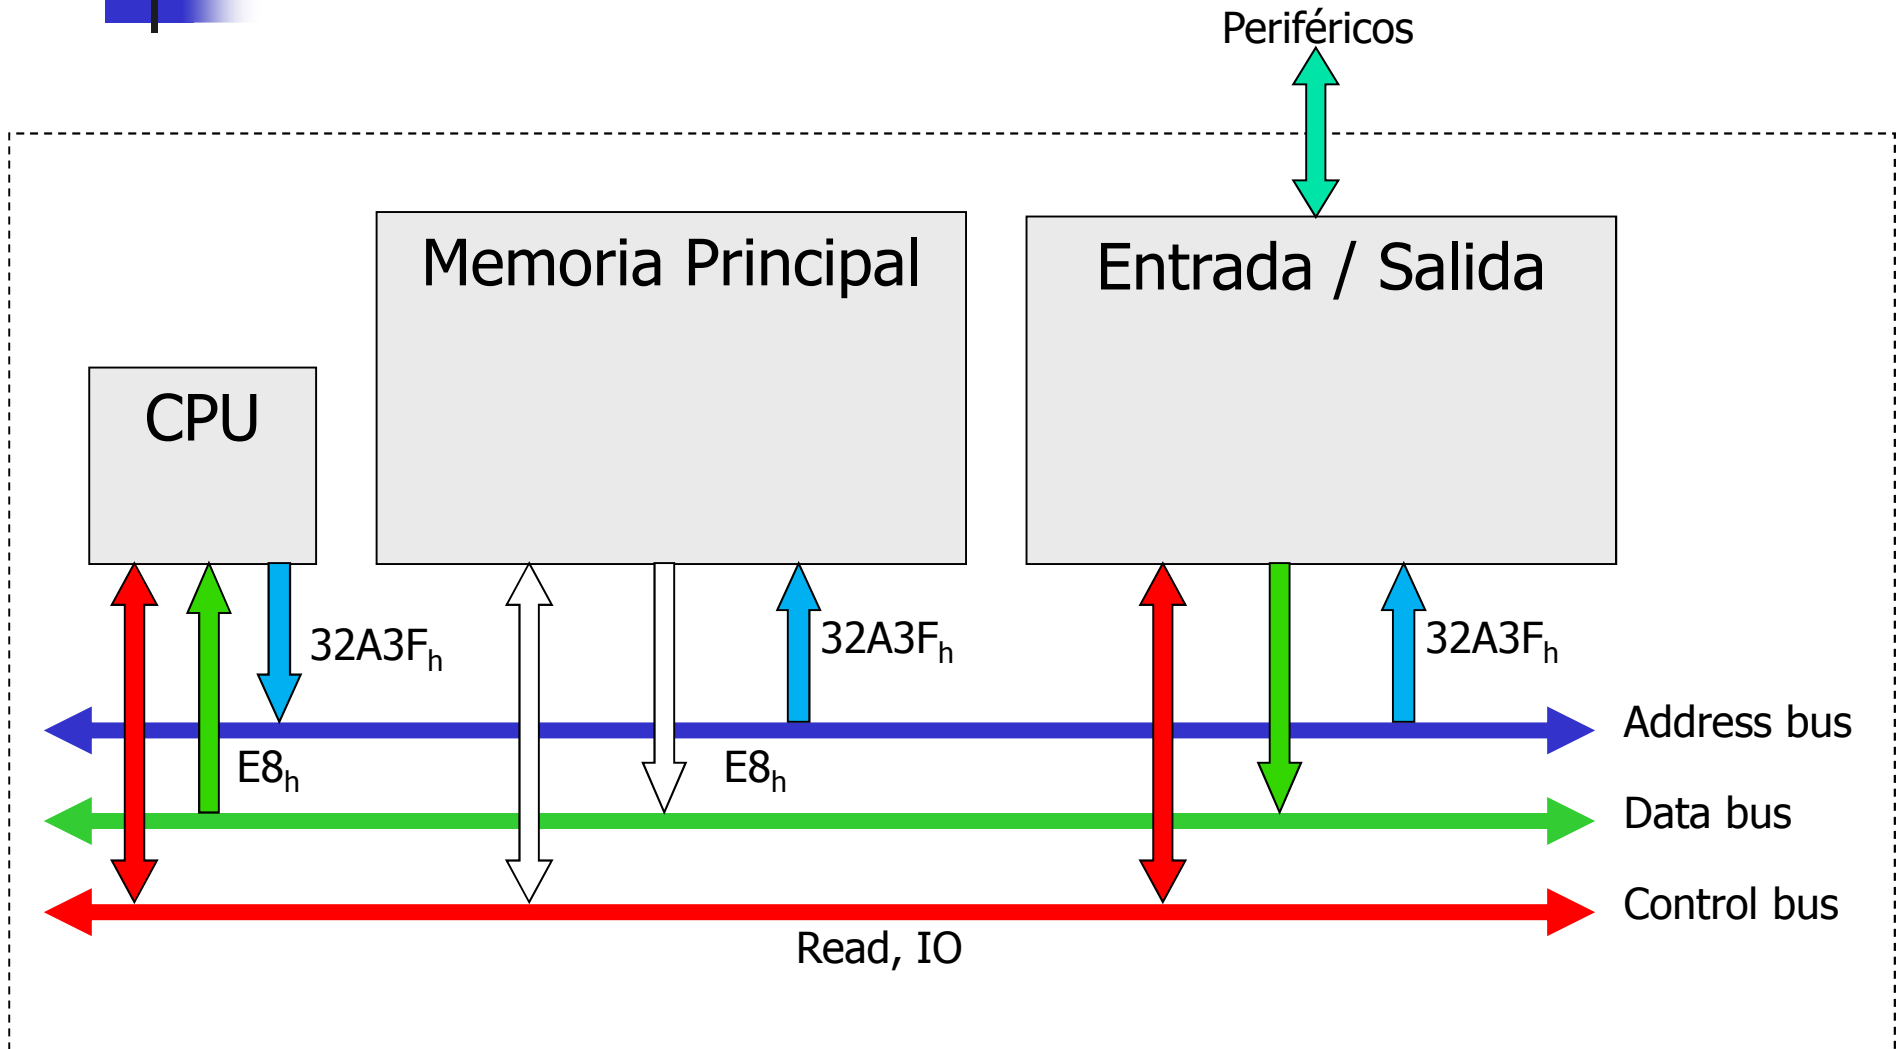 Periféricos
Memoria Principal
Entrada / Salida
CPU
32A3Fh
32A3Fh
32A3Fh
Address bus
E8h
E8h
Data bus
Control bus
Read, IO